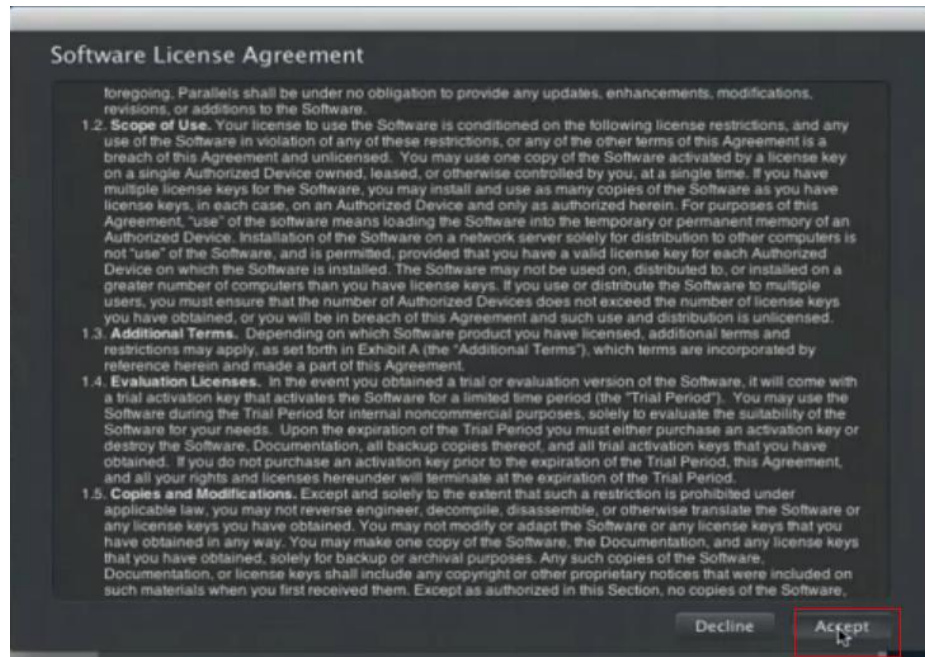 Software License Agreement
foregoing. Parallels shall be under no obligation to provide any updates, enhancements, modifications,
revisions, or additions to the Software.
1.2. Scope of Use. Your license to use the Software is conditioned on the following license restrictions, and any
use of the Software in violation of any of these restrictions, or any of the other terms of this Agreement is a
breach of this Agreement and unlicensed. You may use one copy of the Software activated by a license key
on a single Authorized Device owned, leased, or otherwise controlled by you, at a single time. If you have
multiple license keys for the Software, you may install and use as many copies of the Software as you have
license keys, in each case, on an Authorized Device and only as authorized herein. For purposes of this
Agreement, "use" of the software means loading the Software into the temporary or permanent memory of an
Authorized Device. Installation of the Software on a network server solely for distribution to other computers is
not "use" of the Software, and is permitted, provided that you have a valid license key for each Authorized
Device on which the Software is installed. The Software may not be used on, distributed to, or installed on a
greater number of computers than you have license keys. If you use or distribute the Software to multiple
users, you must ensure that the number of Authorized Devices does not exceed the number of license keys
you have obtained, or you will be in breach of this Agreement and such use and distribution is unlicensed.
1.3. Additional Terms. Depending on which Software product you have licensed, additional terms and
restrictions may apply, as set forth in Exhibit A (the "Additional Terms"), which terms are incorporated by
reference herein and made a part of this Agreement.
1.4. Evaluation Licenses. In the event you obtained a trial or evaluation version of the Software, it will come with
a trial activation key that activates the Software for a limited time period (the "Trial Period"). You may use the
Software during the Trial Period for internal noncommercial purposes, solely to evaluate the suitability of the
Software for your needs. Upon the expiration of the Trial Period you must either purchase an activation key or
destroy the Software, Documentation, all backup copies thereof, and all trial activation keys that you have
obtained. If you do not purchase an activation key prior to the expiration of the Trial Period, this Agreement,
and all your rights and licenses hereunder will terminate at the expiration of the Trial Period.
1.5. Copies and Modifications. Except and solely to the extent that such a restriction is prohibited under
applicable law, you may not reverse engineer, decompile, disassemble, or otherwise translate the Software or
any license keys you have obtained. You may not modify or adapt the Software or any license keys that you
have obtained in any way. You may make one copy of the Software, the Documentation, and any license keys
that you have obtained, solely for backup or archival purposes. Any such copies of the Software,
Documentation, or license keys shall include any copyright or other proprietary notices that were included on
such materials when you first received them. Except as authorized in this Section, no copies of the Software,
Decline
Accept